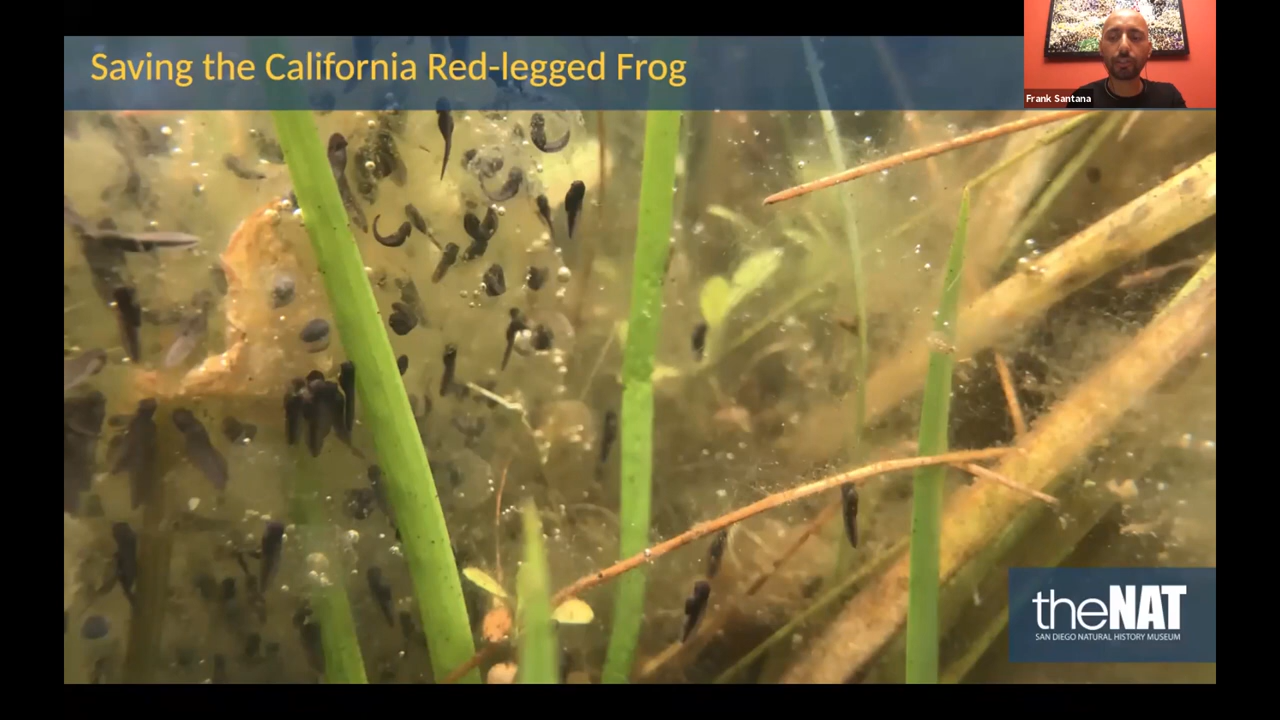 Saving the California Red-legged Frog
Frank Santana
theNAT
SAN DIEGO NATURAL HISTORY MUSEUM